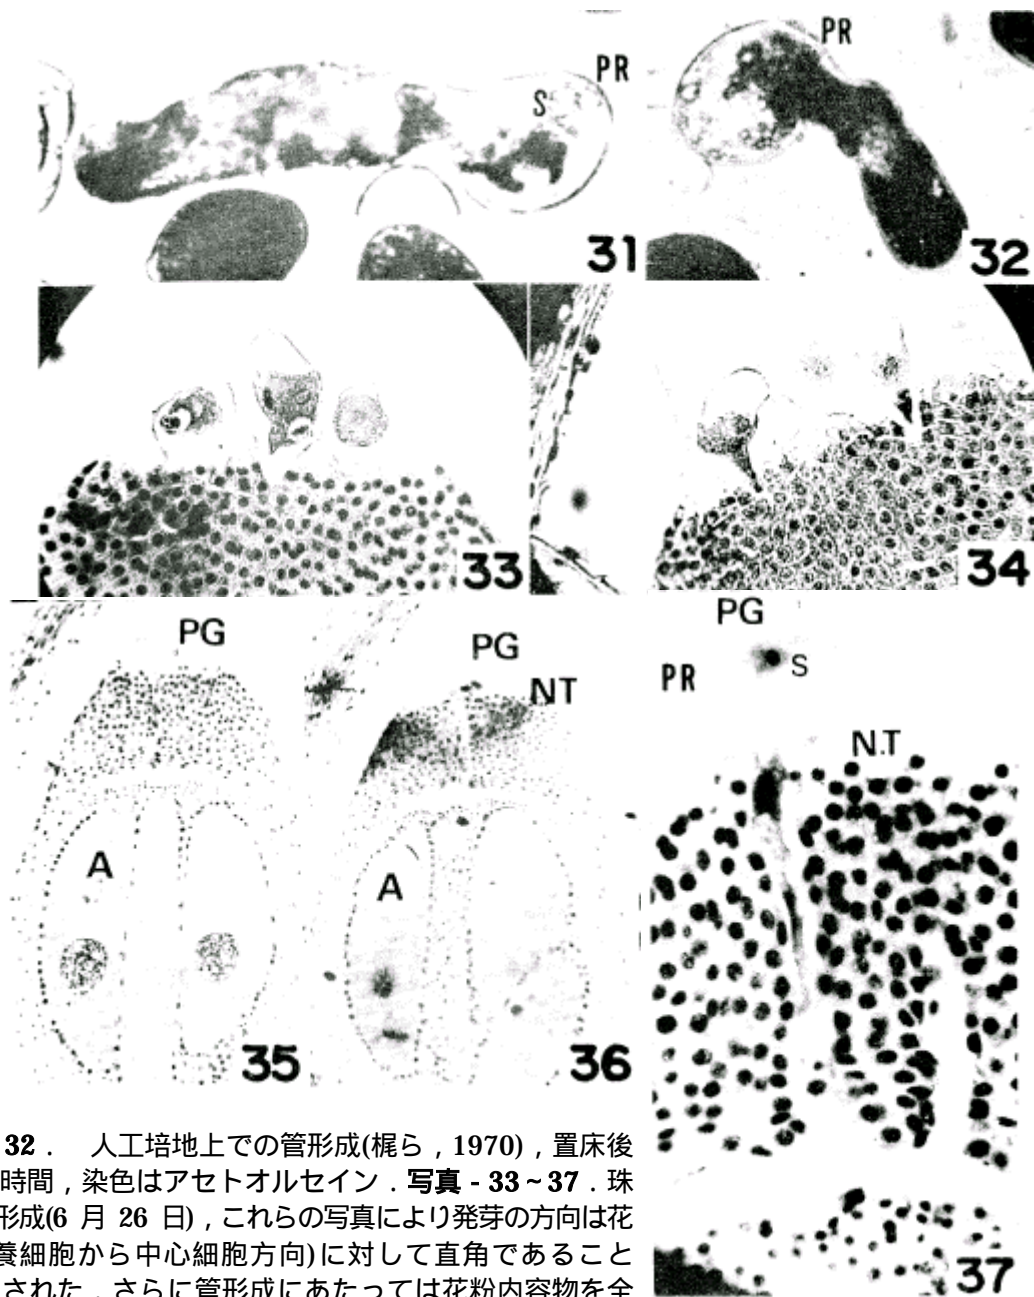 PR
S
31
PR
32
33
34
PG
A
35
PG
NT
A
36
PG
S
PR
N.T
37
32． 人工培地上での管形成(梶ら，1970)，置床後
時間，染色はアセトオルセイン．写真-33~37．珠
形成(6 月 26 日)，これらの写真により発芽の方向は花
養細胞から中心細胞方向)に対して直角であること
された．さらに管形成にあたっては花粉内容物を全